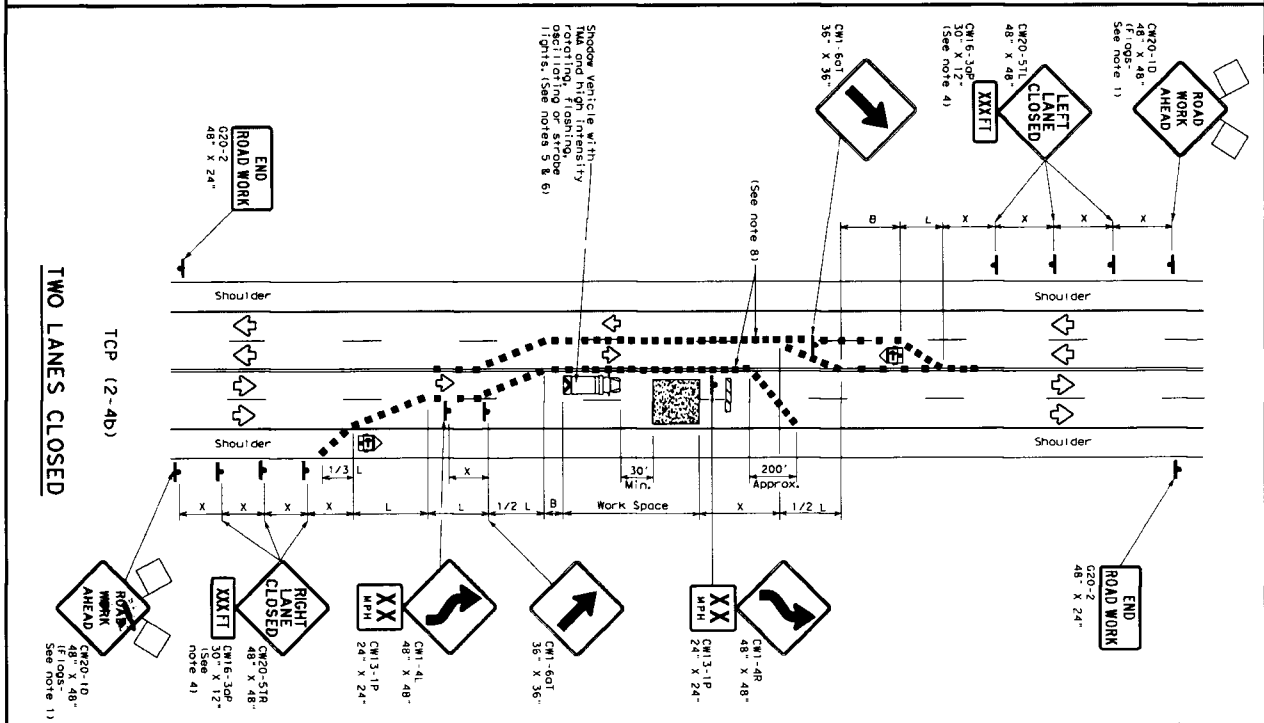 CW20-1D
48" X 48"
(Flags-
See note 1)
ROAD
WORK
AHEAD
CW20-5TL
48" X 48"
LEFT
LANE
CLOSED
CW16-3aP
30" X 12"
(See note 4)
XXX FT
CW1-6aT
36" X 36"
Shadow Vehicle with
TMA and high intensity
rotating, flashing,
oscillating or strobe
lights. (See notes 5 & 6)
END
ROAD WORK
G20-2
48" X 24"
(See note 8)
B
L
X
X
X
X
Shoulder
Shoulder
Shoulder
Shoulder
1/3 L
X
30'
Min.
200'
Approx.
X
X
X
X
L
L
1/2 L
B
Work Space
X
1/2 L
ROAD
WORK
AHEAD
CW20-1D
48" X 48"
(Flags-
See note 1)
RIGHT
LANE
CLOSED
XXX FT
CW20-5TR
48" X 48"
CW16-3aP
30" X 12"
(See
note 4)
XX
MPH
CW1-4L
48" X 48"
CW13-1P
24" X 24"
CW1-6aT
36" X 36"
XX
MPH
CW1-4R
48" X 48"
CW13-1P
24" X 24"
END
ROAD WORK
G20-2
48" X 24"
TCP (2-4b)
TWO LANES CLOSED